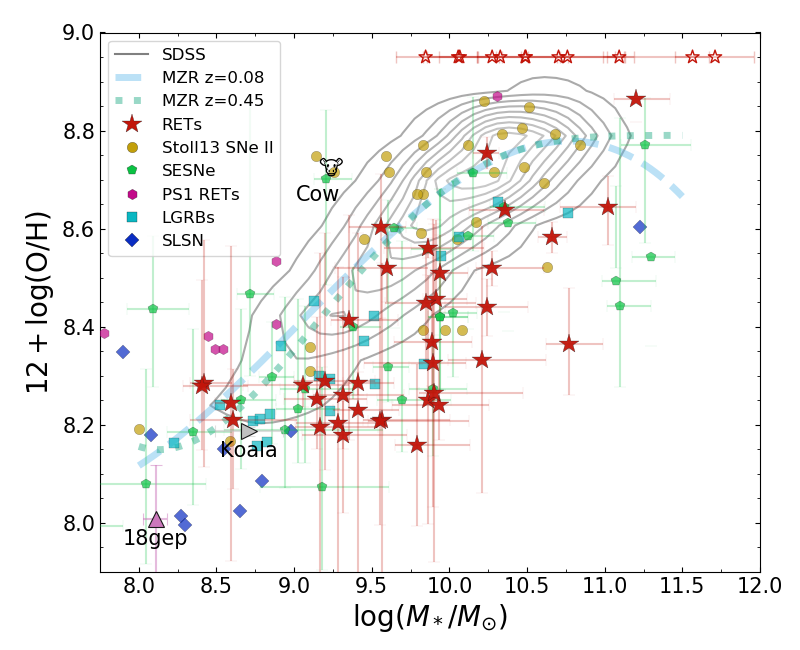 9.0
8.8
8.6
8.4
8.2
8.0
12 + log(O/H)
SDSS
MZR z=0.08
MZR z=0.45
RETs
Stoll13 SNe II
SESNe
PS1 RETs
LGRBs
SLSN
Cow
Koala
18gep
8.0 8.5 9.0 9.5 10.0 10.5 11.0 11.5 12.0
log(M*/M⊙)